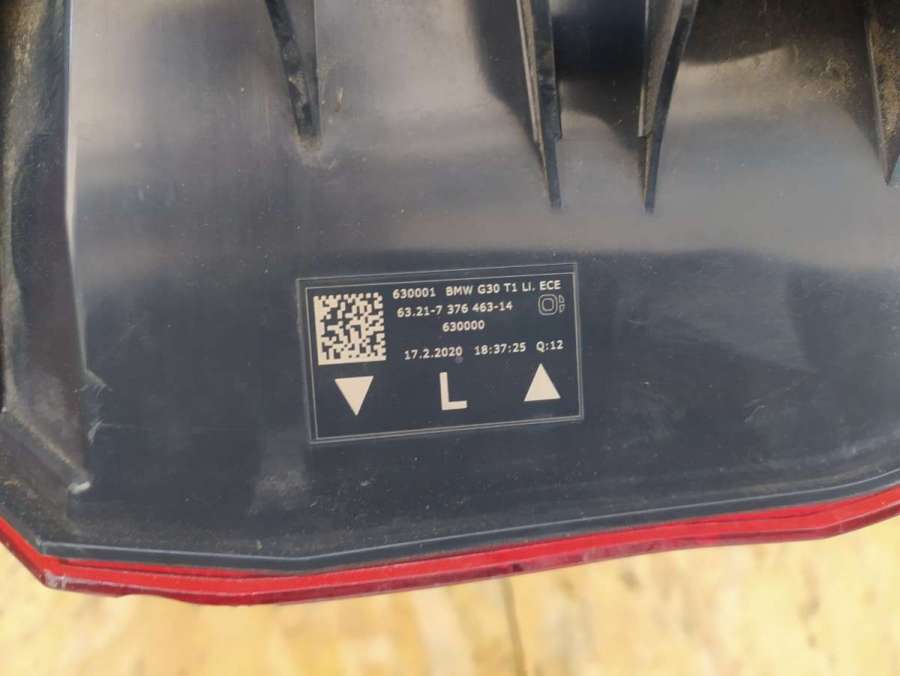 630001 BMW G30 T1 Li. ECE
63.21-7 376 463-14
630000
17.2.2020 18:37:25 Q:12
L